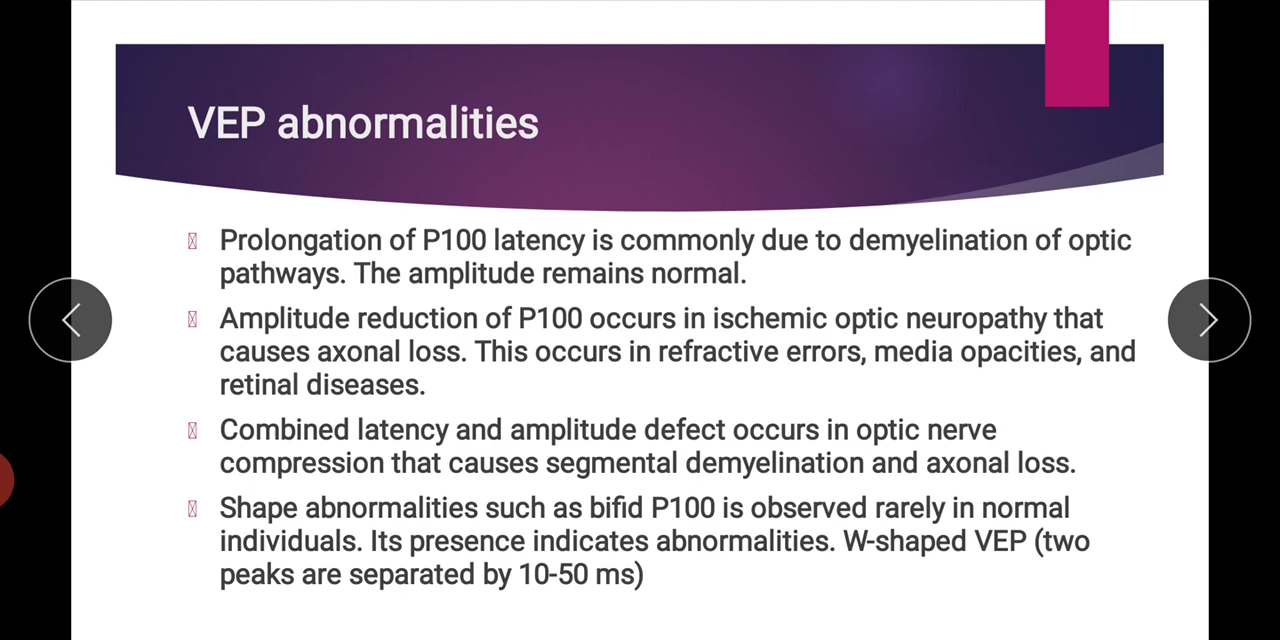 VEP abnormalities
Prolongation of P100 latency is commonly due to demyelination of optic
pathways. The amplitude remains normal.
Amplitude reduction of P100 occurs in ischemic optic neuropathy that
causes axonal loss. This occurs in refractive errors, media opacities, and
retinal diseases.
Combined latency and amplitude defect occurs in optic nerve
compression that causes segmental demyelination and axonal loss.
Shape abnormalities such as bifid P100 is observed rarely in normal
individuals. Its presence indicates abnormalities. W-shaped VEP (two
peaks are separated by 10-50 ms)